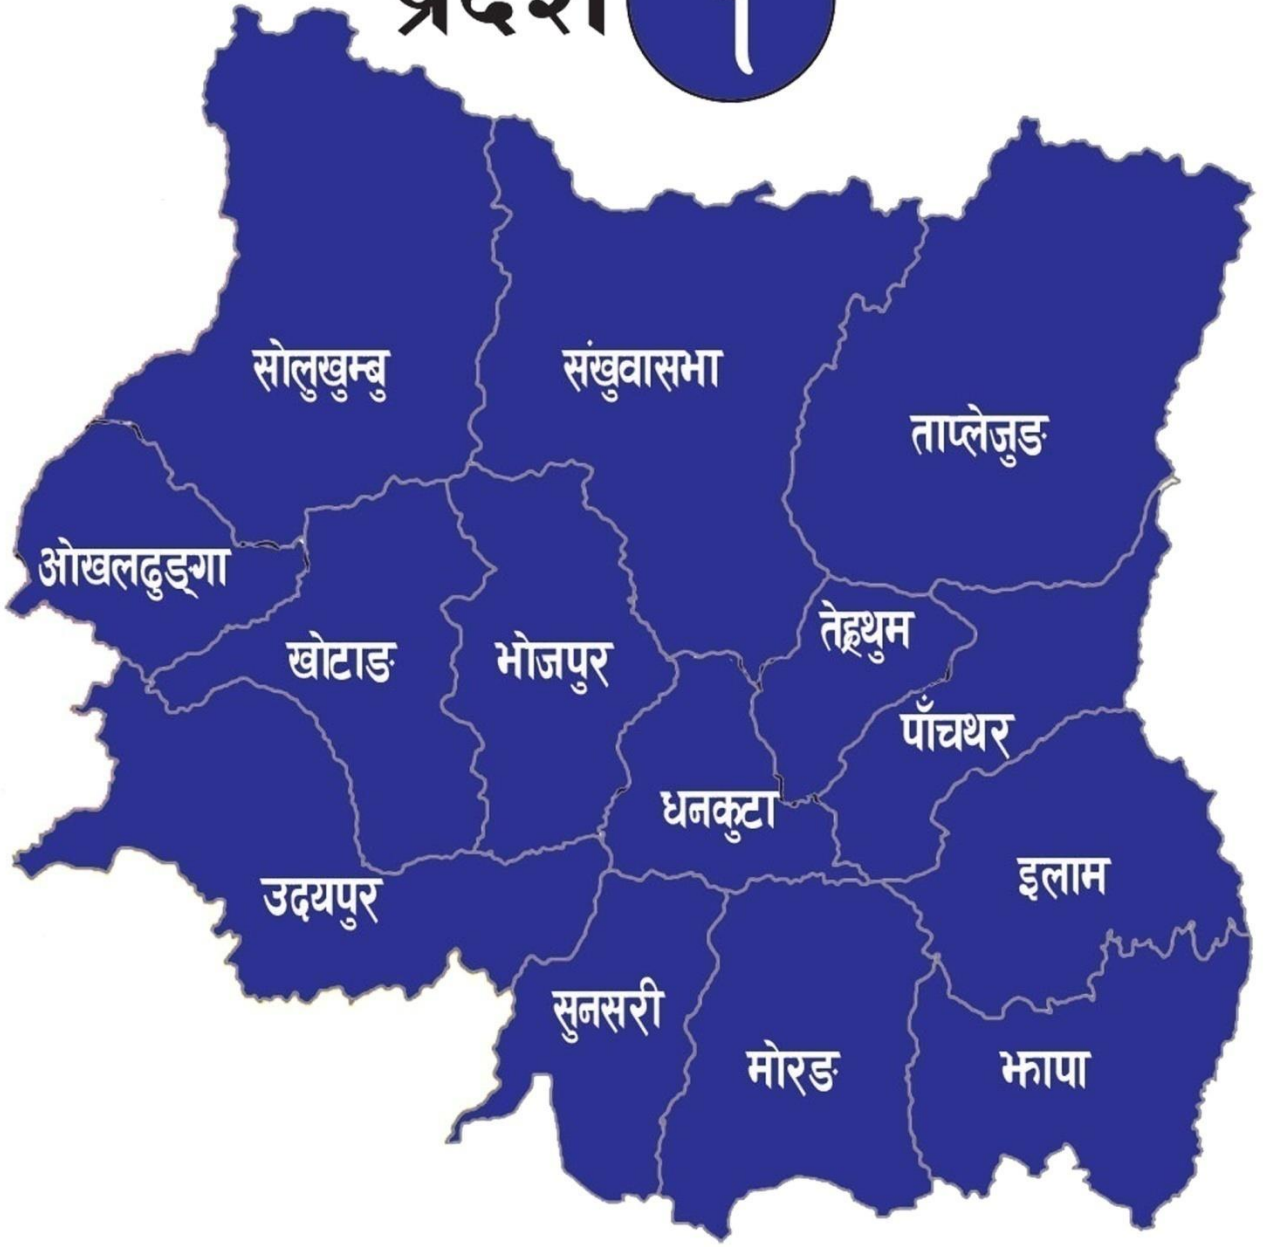 प्रदेश १
सोलुखुम्बु
संखुवासभा
ताप्लेजुङ
ओखलढुङ्गा
खोटाङ
भोजपुर
तेह्रथुम
पाँचथर
धनकुटा
इलाम
उदयपुर
सुनसरी
मोरङ
झापा